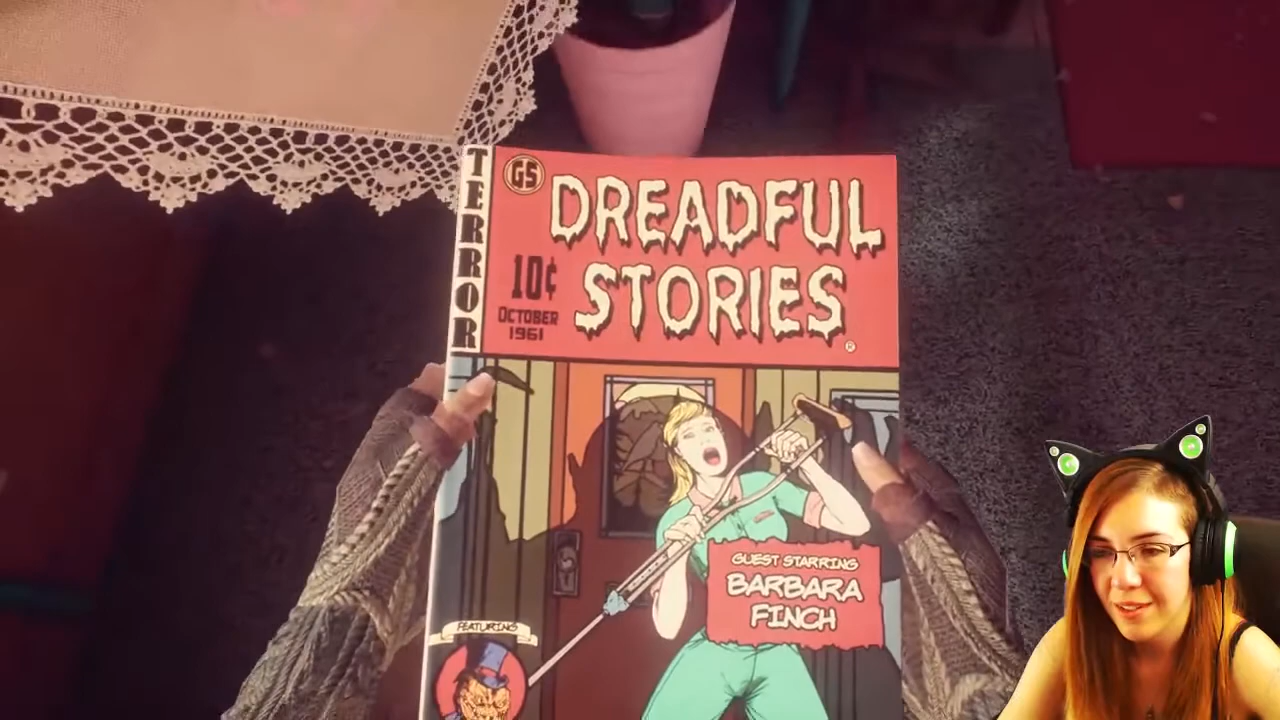 TERROR
GS
DREADFUL
STORIES
®
10¢
OCTOBER
1961
GUEST STARRING
BARBARA
FINCH
FEATURING